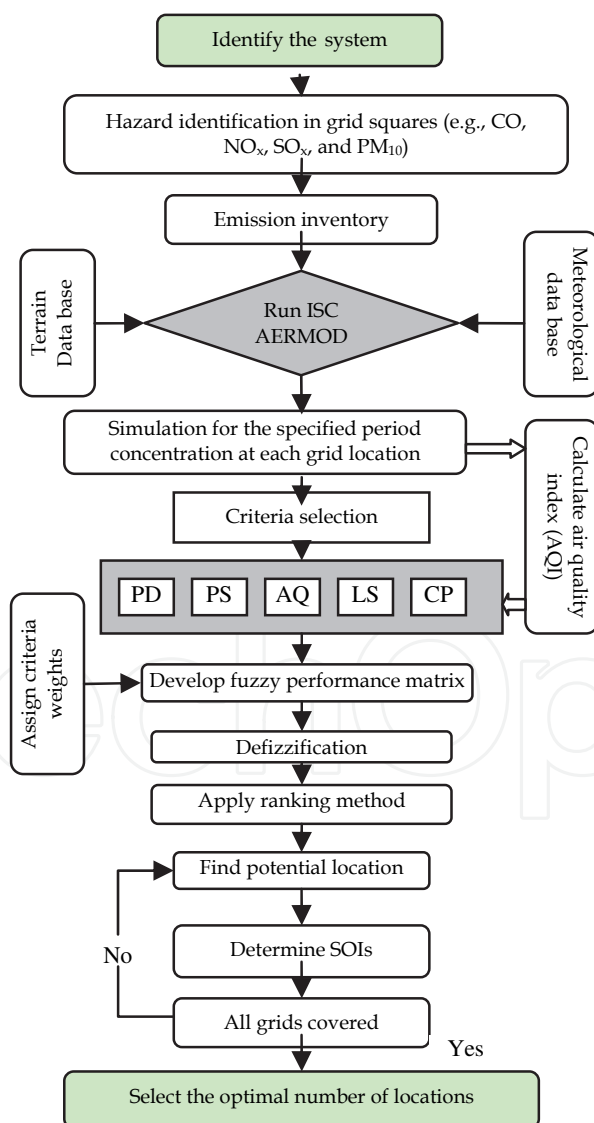 Identify the system
Hazard identification in grid squares (e.g., CO,
NOₓ, SOₓ, and PM₁₀)
Emission inventory
Terrain
Data base
Run ISC
AERMOD
Meteorological
data base
Simulation for the specified period
concentration at each grid location
Calculate air quality
index (AQI)
Criteria selection
PD
PS
AQ
LS
CP
Assign criteria
weights
Develop fuzzy performance matrix
Defizzification
Apply ranking method
Find potential location
No
Determine SOIs
All grids covered
Yes
Select the optimal number of locations